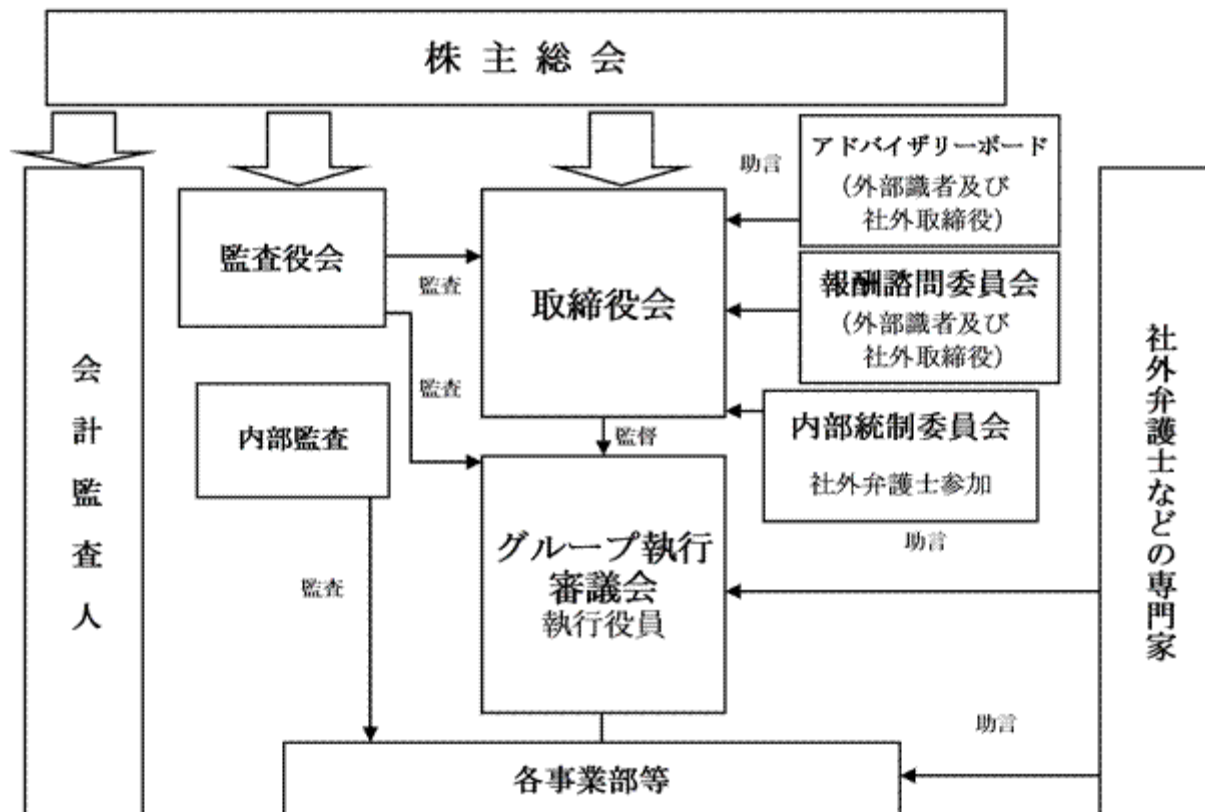 株主総会
アドバイザリーボード
(外部識者及び
社外取締役)
助言
監査役会
監査
取締役会
報酬諮問委員会
(外部識者及び
社外取締役)
監査
内部監査
内部統制委員会
社外弁護士参加
監督
助言
グループ執行
審議会
執行役員
監査
会計監査人
社外弁護士などの専門家
助言
各事業部等